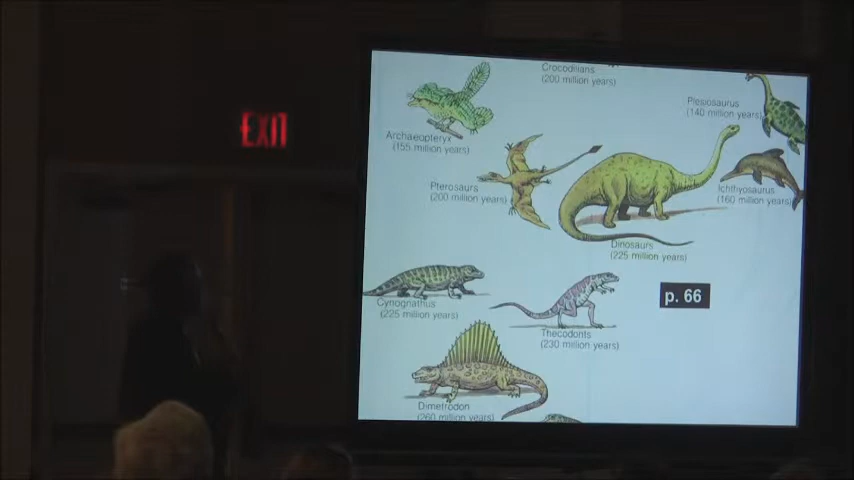 EXIT
Crocodilians
(200 million years)
Plesiosaurus
(140 million years)
Archaeopteryx
(155 million years)
Pterosaurs
(200 million years)
Ichthyosaurus
(160 million years)
Dinosaurs
(225 million years)
Cynognathus
(225 million years)
p. 66
Thecodonts
(230 million years)
Dimetrodon
(260 million years)